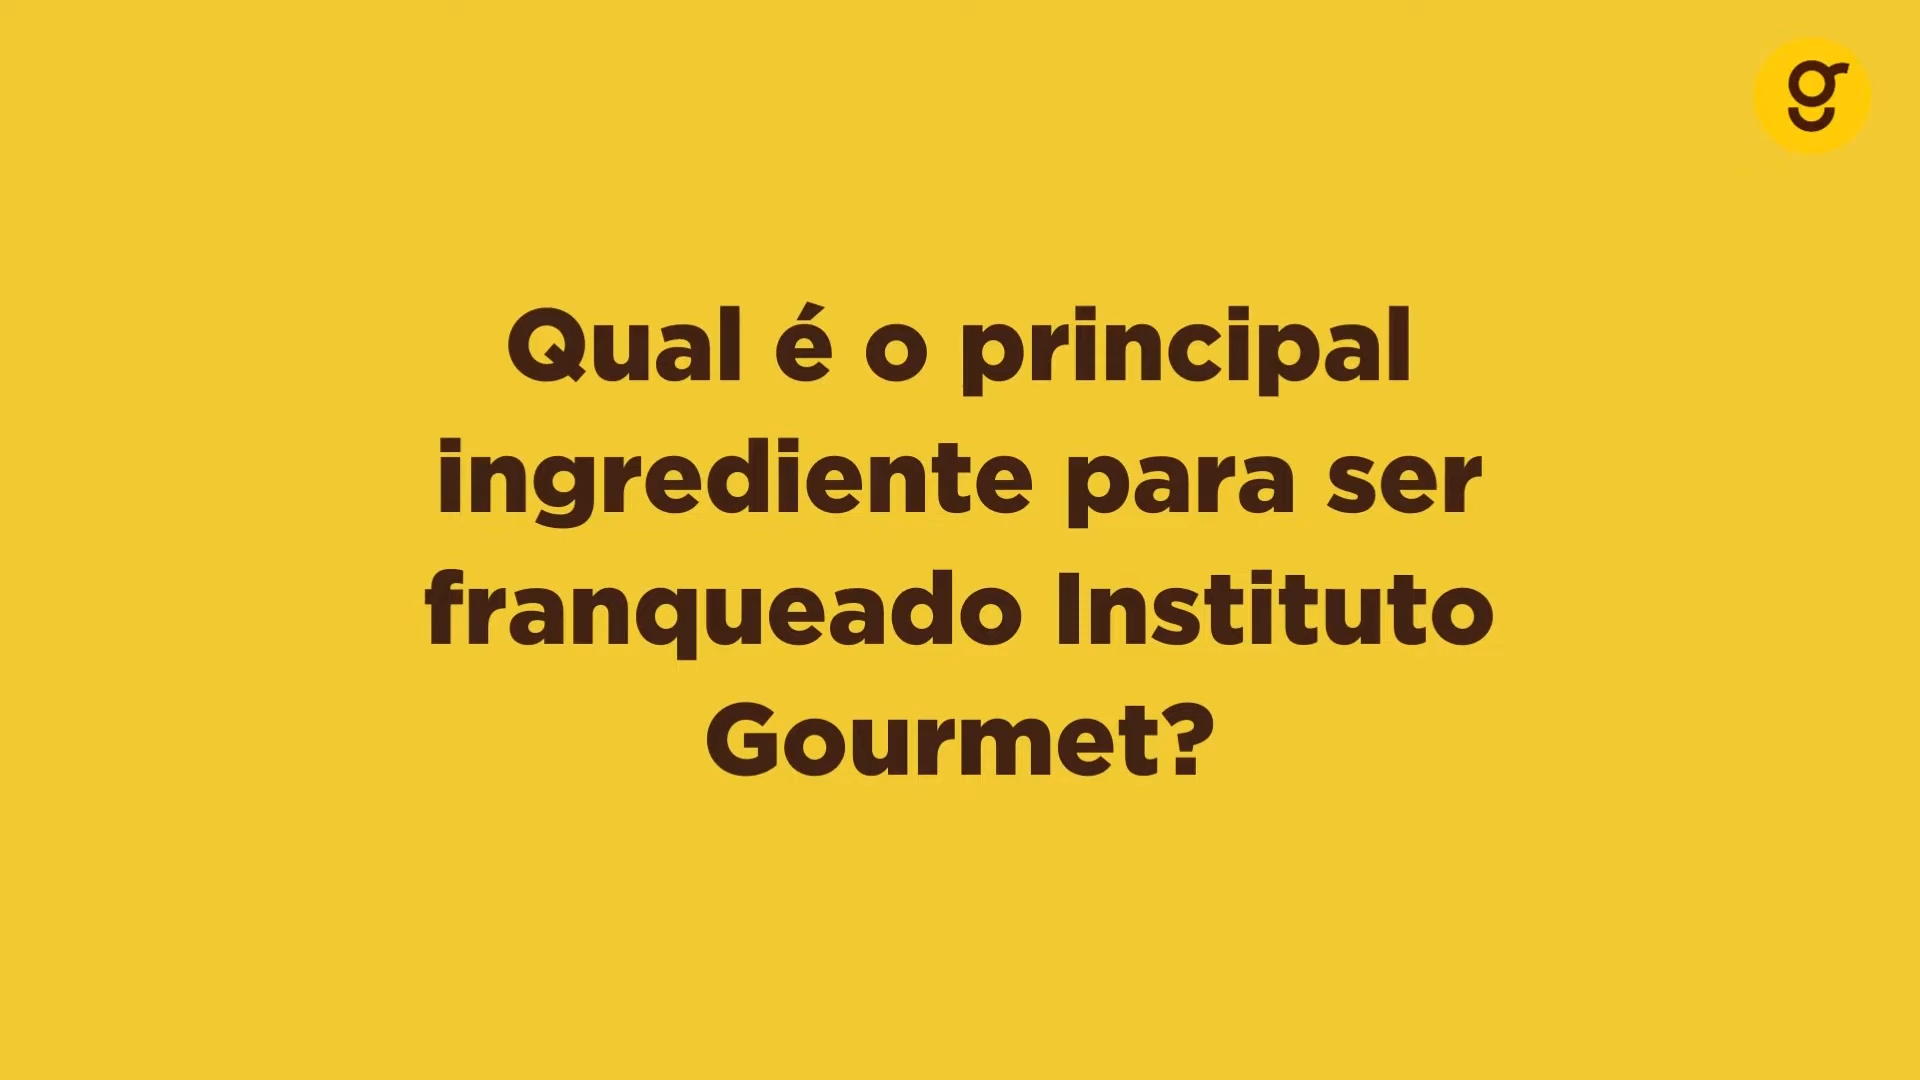 g
Qual é o principal
ingrediente para ser
franqueado Instituto
Gourmet?